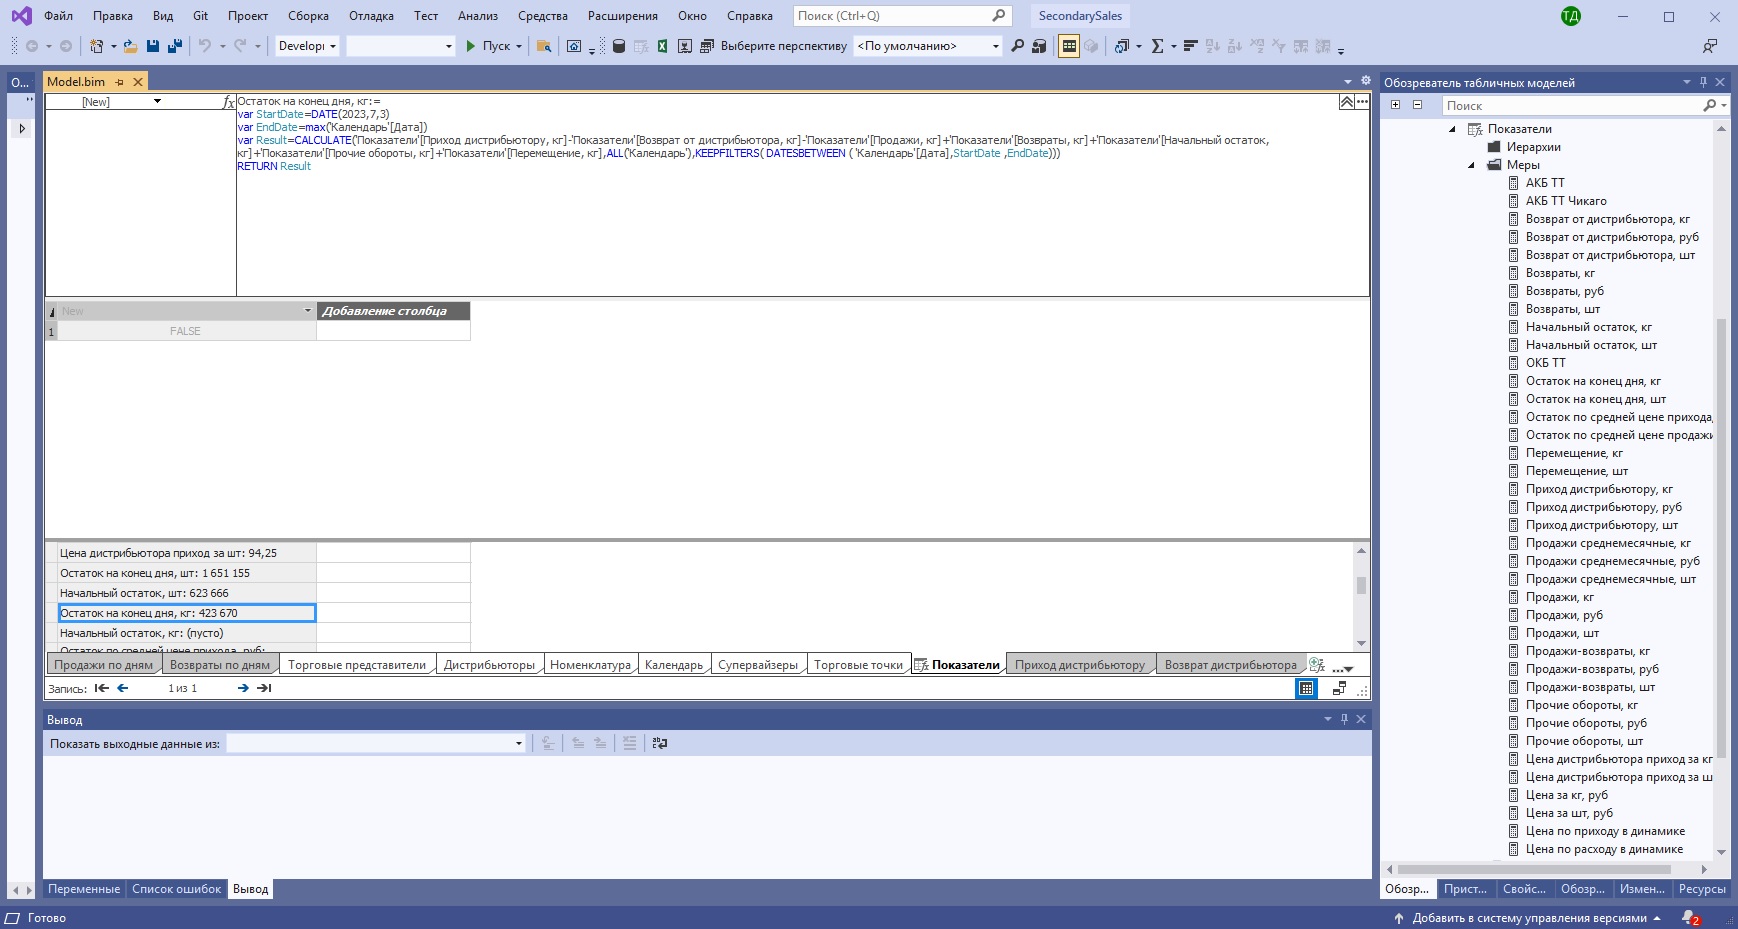 Файл Правка Вид Git Проект Сборка Отладка Тест Анализ Средства Расширения Окно Справка Поиск (Ctrl+Q) SecondarySales ТД
Develop Пуск Выберите перспективу <По умолчанию>
О... Model.bim
[New] fx Остаток на конец дня, кг:=
var StartDate=DATE(2023,7,3)
var EndDate=max('Календарь'[Дата])
var Result=CALCULATE('Показатели'[Приход дистрибьютору, кг]-'Показатели'[Возврат от дистрибьютора, кг]-'Показатели'[Продажи, кг]+'Показатели'[Возвраты, кг]+'Показатели'[Начальный остаток,
кг]+'Показатели'[Прочие обороты, кг]+'Показатели'[Перемещение, кг],ALL('Календарь'),KEEPFILTERS( DATESBETWEEN ( 'Календарь'[Дата],StartDate ,EndDate)))
RETURN Result
New Добавление столбца
1 FALSE
Цена дистрибьютора приход за шт: 94,25
Остаток на конец дня, шт: 1 651 155
Начальный остаток, шт: 623 666
Остаток на конец дня, кг: 423 670
Начальный остаток, кг: (пусто)
Остаток по средней цене прихода, руб:
Продажи по дням Возвраты по дням Торговые представители Дистрибьюторы Номенклатура Календарь Супервайзеры Торговые точки Показатели Приход дистрибьютору Возврат дистрибьютора
Запись: 1 из 1
Вывод
Показать выходные данные из:
Переменные Список ошибок Вывод
Обозреватель табличных моделей
Поиск
Показатели
Иерархии
Меры
АКБ ТТ
АКБ ТТ Чикаго
Возврат от дистрибьютора, кг
Возврат от дистрибьютора, руб
Возврат от дистрибьютора, шт
Возвраты, кг
Возвраты, руб
Возвраты, шт
Начальный остаток, кг
Начальный остаток, шт
ОКБ ТТ
Остаток на конец дня, кг
Остаток на конец дня, шт
Остаток по средней цене прихода,
Остаток по средней цене продажи
Перемещение, кг
Перемещение, шт
Приход дистрибьютору, кг
Приход дистрибьютору, руб
Приход дистрибьютору, шт
Продажи среднемесячные, кг
Продажи среднемесячные, руб
Продажи среднемесячные, шт
Продажи, кг
Продажи, руб
Продажи, шт
Продажи-возвраты, кг
Продажи-возвраты, руб
Продажи-возвраты, шт
Прочие обороты, кг
Прочие обороты, руб
Прочие обороты, шт
Цена дистрибьютора приход за кг
Цена дистрибьютора приход за ш
Цена за кг, руб
Цена за шт, руб
Цена по приходу в динамике
Цена по расходу в динамике
Обозр... Прист... Свойс... Обозр... Измен... Ресурсы
Готово Добавить в систему управления версиями 2